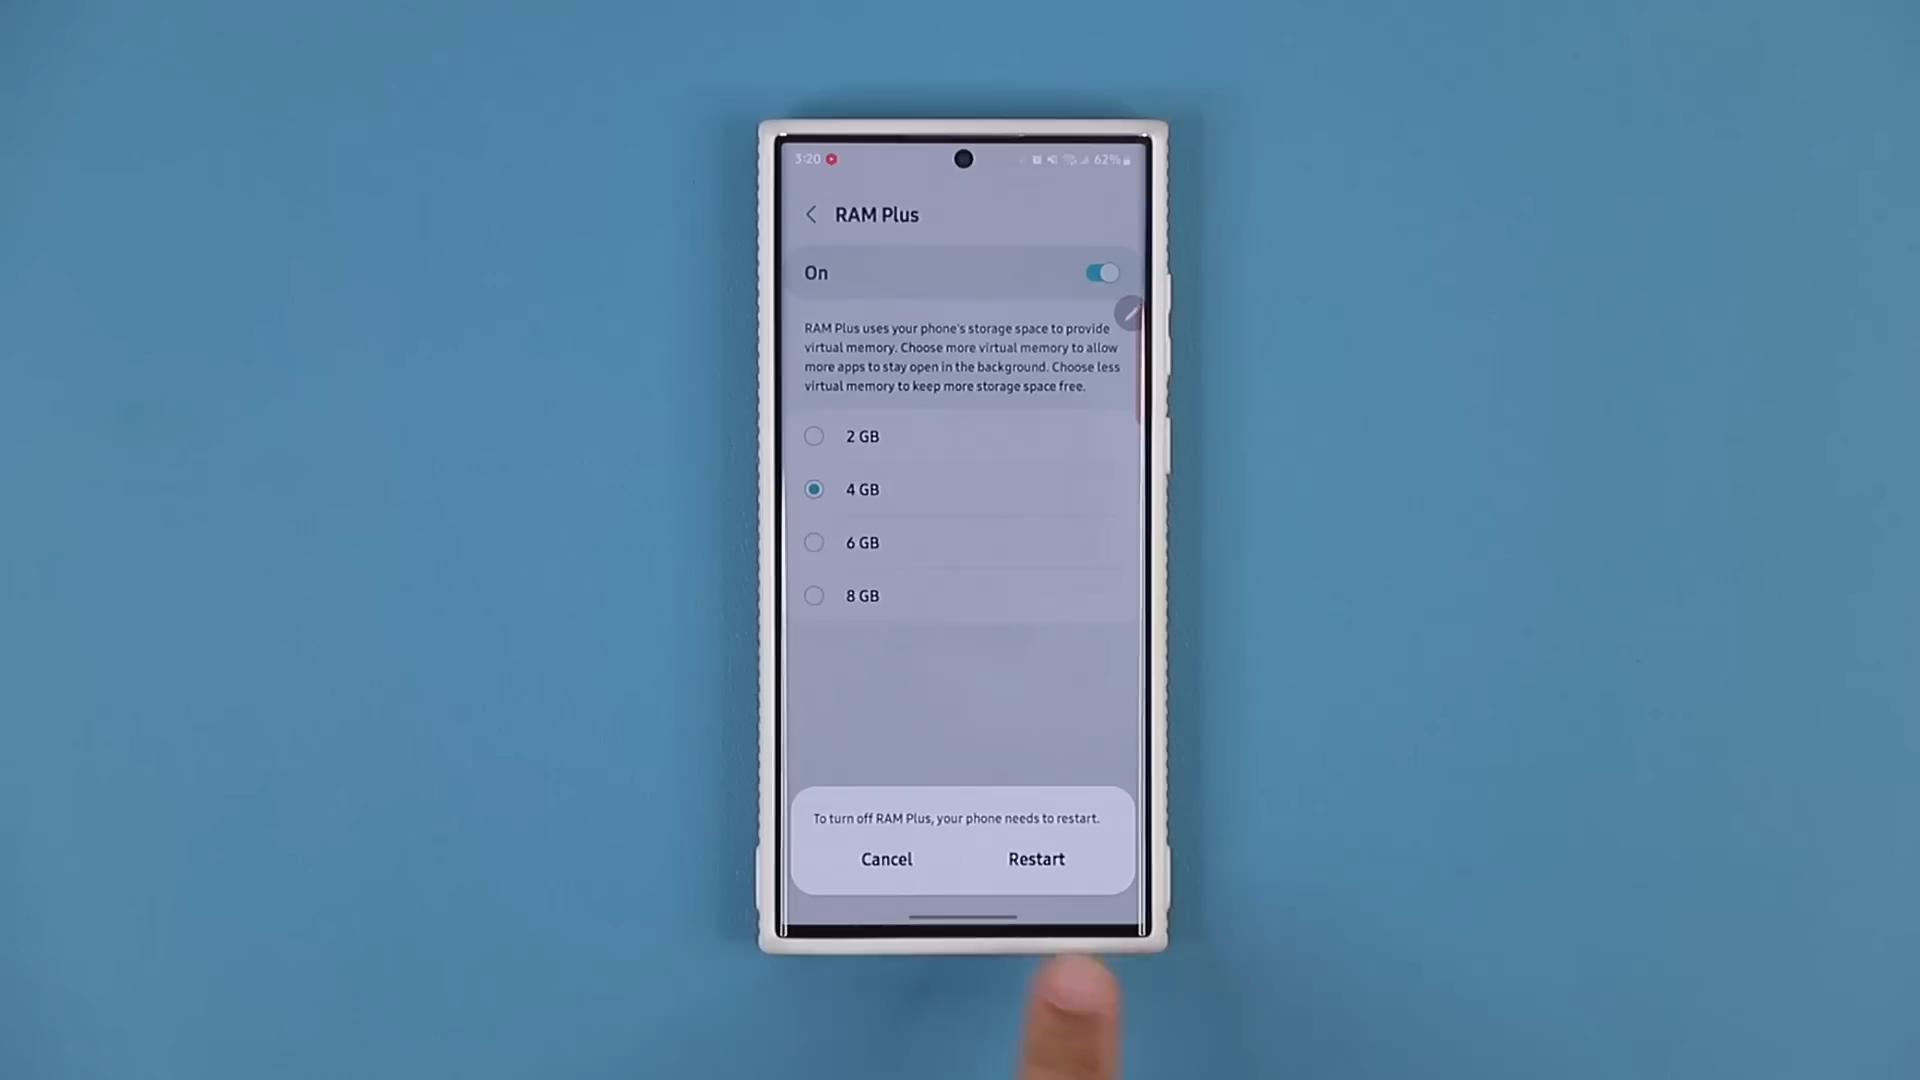 3:20
62%
RAM Plus
On
RAM Plus uses your phone's storage space to provide
virtual memory. Choose more virtual memory to allow
more apps to stay open in the background. Choose less
virtual memory to keep more storage space free.
2 GB
4 GB
6 GB
8 GB
To turn off RAM Plus, your phone needs to restart.
Cancel
Restart